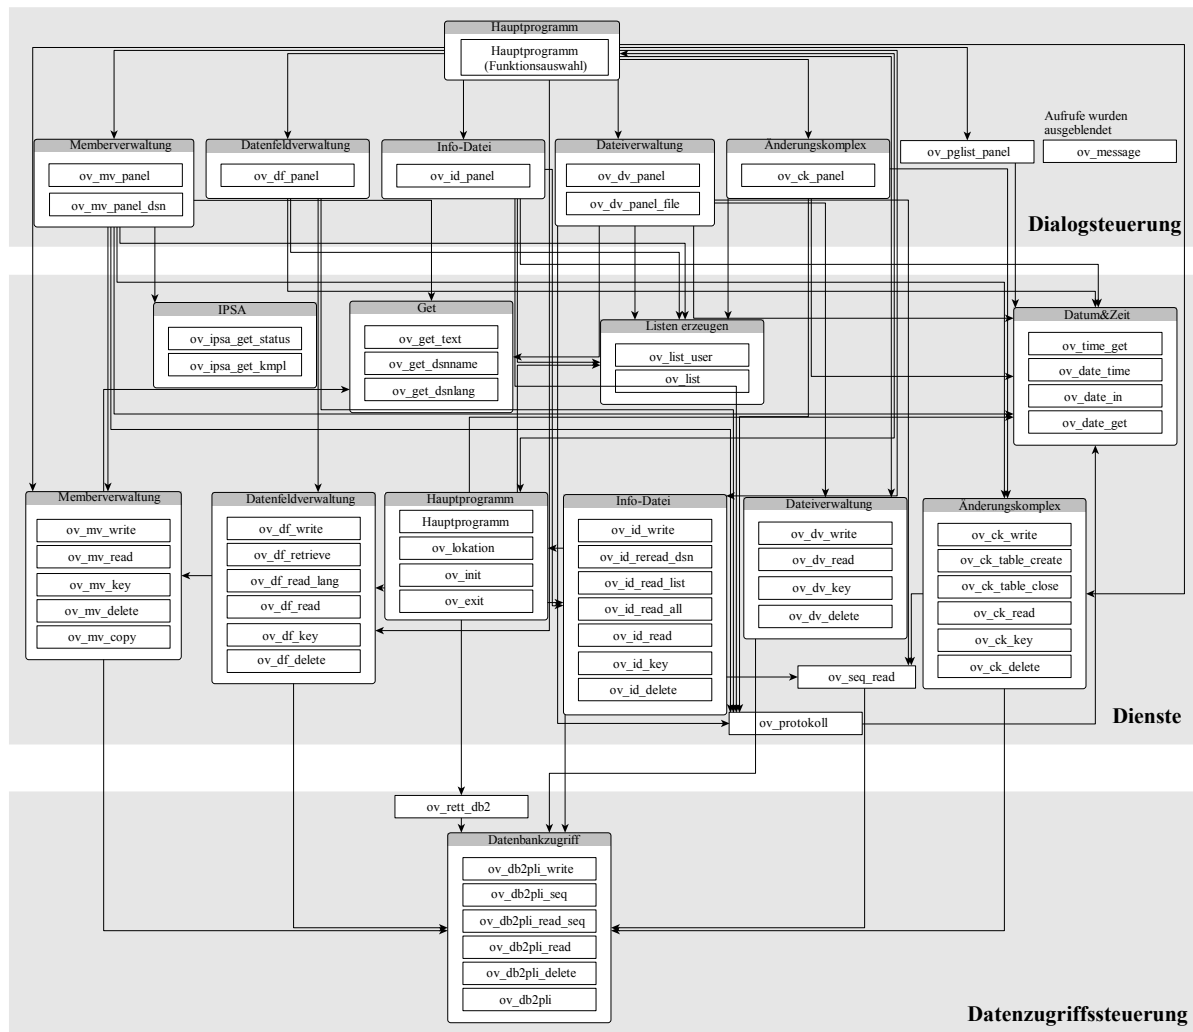 Hauptprogramm
Hauptprogramm
(Funktionsauswahl)
Aufrufe wurden
ausgeblendet
Memberverwaltung
Datenfeldverwaltung
Info-Datei
Dateiverwaltung
Änderungskomplex
ov_pglist_panel
ov_message
ov_mv_panel
ov_df_panel
ov_id_panel
ov_dv_panel
ov_ck_panel
ov_mv_panel_dsn
ov_dv_panel_file
Dialogsteuerung
IPSA
ov_ipsa_get_status
ov_ipsa_get_kmpl
Get
ov_get_text
ov_get_dsnname
ov_get_dsnlang
Listen erzeugen
ov_list_user
ov_list
Datum&Zeit
ov_time_get
ov_date_time
ov_date_in
ov_date_get
Memberverwaltung
ov_mv_write
ov_mv_read
ov_mv_key
ov_mv_delete
ov_mv_copy
Datenfeldverwaltung
ov_df_write
ov_df_retrieve
ov_df_read_lang
ov_df_read
ov_df_key
ov_df_delete
Hauptprogramm
Hauptprogramm
ov_lokation
ov_init
ov_exit
Info-Datei
ov_id_write
ov_id_reread_dsn
ov_id_read_list
ov_id_read_all
ov_id_read
ov_id_key
ov_id_delete
Dateiverwaltung
ov_dv_write
ov_dv_read
ov_dv_key
ov_dv_delete
Änderungskomplex
ov_ck_write
ov_ck_table_create
ov_ck_table_close
ov_ck_read
ov_ck_key
ov_ck_delete
ov_seq_read
ov_protokoll
Dienste
ov_rett_db2
Datenbankzugriff
ov_db2pli_write
ov_db2pli_seq
ov_db2pli_read_seq
ov_db2pli_read
ov_db2pli_delete
ov_db2pli
Datenzugriffssteuerung